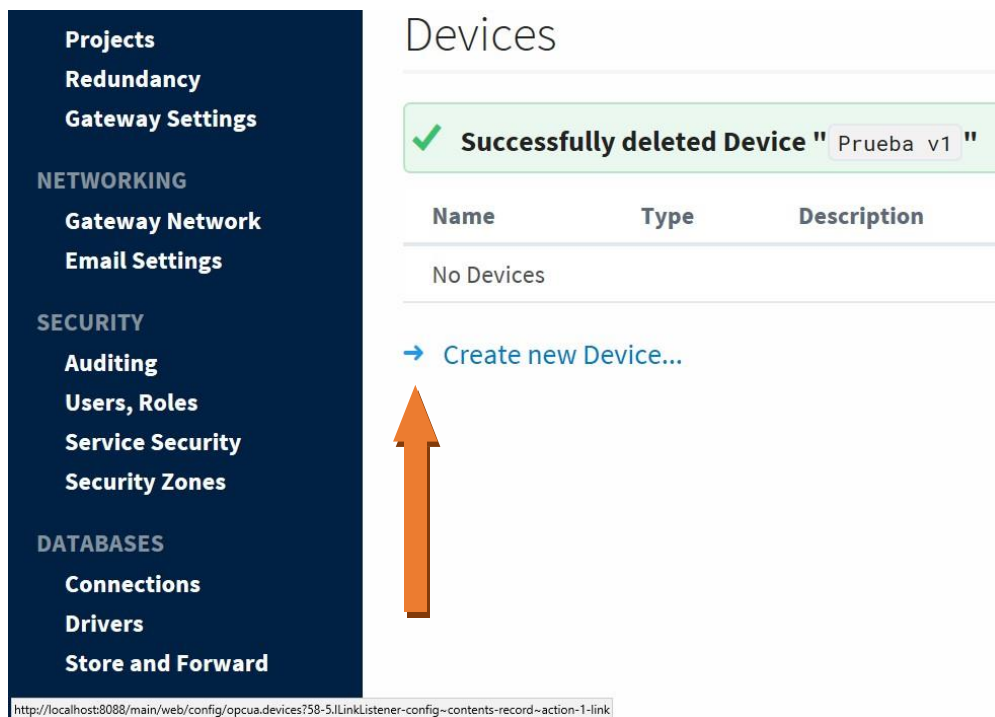 Projects
Redundancy
Gateway Settings
NETWORKING
Gateway Network
Email Settings
SECURITY
Auditing
Users, Roles
Service Security
Security Zones
DATABASES
Connections
Drivers
Store and Forward
Devices
Successfully deleted Device " Prueba v1 "
Name Type Description
No Devices
Create new Device...
http://localhost:8088/main/web/config/opcua.devices?58-5.ILinkListener-config~contents-record~action-1-link